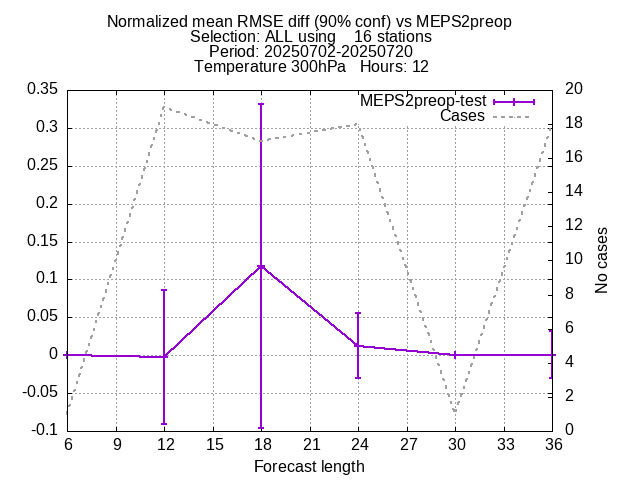 Normalized mean RMSE diff (90% conf) vs MEPS2preop
Selection: ALL using    16 stations
Period: 20250702-20250720
Temperature 300hPa   Hours: 12
MEPS2preop-test
Cases
0.35
0.3
0.25
0.2
0.15
0.1
0.05
0
-0.05
-0.1
20
18
16
14
12
10
8
6
4
2
0
No cases
6 9 12 15 18 21 24 27 30 33 36
Forecast length